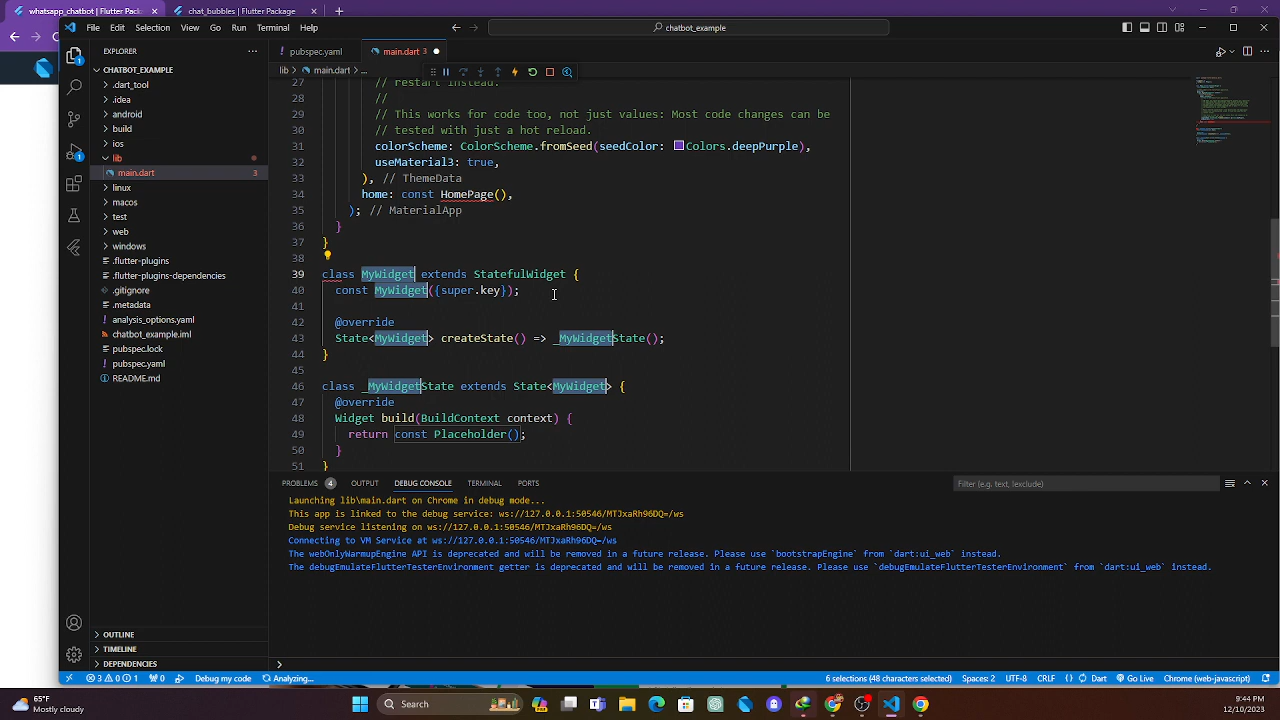 whatsapp_chatbot | Flutter Pack
chat_bubbles | Flutter Package
File Edit Selection View Go Run Terminal Help
chatbot_example
EXPLORER
pubspec.yaml
main.dart 3
CHATBOT_EXAMPLE
lib > main.dart > ...
.dart_tool
.idea
android
build
ios
lib
main.dart 3
linux
macos
test
web
windows
.flutter-plugins
.flutter-plugins-dependencies
.gitignore
.metadata
analysis_options.yaml
chatbot_example.iml
pubspec.lock
pubspec.yaml
README.md
OUTLINE
TIMELINE
DEPENDENCIES
27 // restart instead.
28 //
29 // This works for code too, not just values: Most code changes can be
30 // tested with just a hot reload.
31 colorScheme: ColorScheme.fromSeed(seedColor: Colors.deepPurple),
32 useMaterial3: true,
33 ), // ThemeData
34 home: const HomePage(),
35 ); // MaterialApp
36 }
37 }
38
39 class MyWidget extends StatefulWidget {
40 const MyWidget({super.key});
41
42 @override
43 State<MyWidget> createState() => _MyWidgetState();
44 }
45
46 class _MyWidgetState extends State<MyWidget> {
47 @override
48 Widget build(BuildContext context) {
49 return const Placeholder();
50 }
51 }
PROBLEMS 4 OUTPUT DEBUG CONSOLE TERMINAL PORTS
Filter (e.g. text, !exclude)
Launching lib\main.dart on Chrome in debug mode...
This app is linked to the debug service: ws://127.0.0.1:50546/MTJxaRh96DQ=/ws
Debug service listening on ws://127.0.0.1:50546/MTJxaRh96DQ=/ws
Connecting to VM Service at ws://127.0.0.1:50546/MTJxaRh96DQ=/ws
The webOnlyWarmupEngine API is deprecated and will be removed in a future release. Please use `bootstrapEngine` from `dart:ui_web` instead.
The debugEmulateFlutterTesterEnvironment getter is deprecated and will be removed in a future release. Please use `debugEmulateFlutterTesterEnvironment` from `dart:ui_web` instead.
3 0 1 0 Debug my code Analyzing... 6 selections (48 characters selected) Spaces: 2 UTF-8 CRLF {} Dart Go Live Chrome (web-javascript)
65°F
Mostly cloudy
Search
9:44 PM
12/10/2023